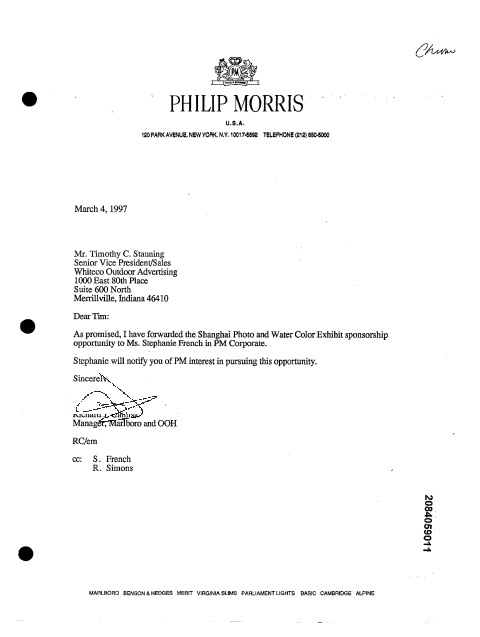 PM
PHILIP MORRIS
U.S.A.
120 PARK AVENUE, NEW YORK, N.Y. 10017-5592 TELEPHONE (212) 880-5000
March 4, 1997
Mr. Timothy C. Stauning
Senior Vice President/Sales
Whiteco Outdoor Advertising
1000 East 80th Place
Suite 600 North
Merrillville, Indiana 46410
Dear Tim:
As promised, I have forwarded the Shanghai Photo and Water Color Exhibit sponsorship
opportunity to Ms. Stephanie French in PM Corporate.
Stephanie will notify you of PM interest in pursuing this opportunity.
Sincerely,
Richard
Manager, Marlboro and OOH
RC/em
cc: S. French
R. Simons
2084059011
MARLBORO BENSON & HEDGES MERIT VIRGINIA SLIMS PARLIAMENT LIGHTS BASIC CAMBRIDGE ALPINE